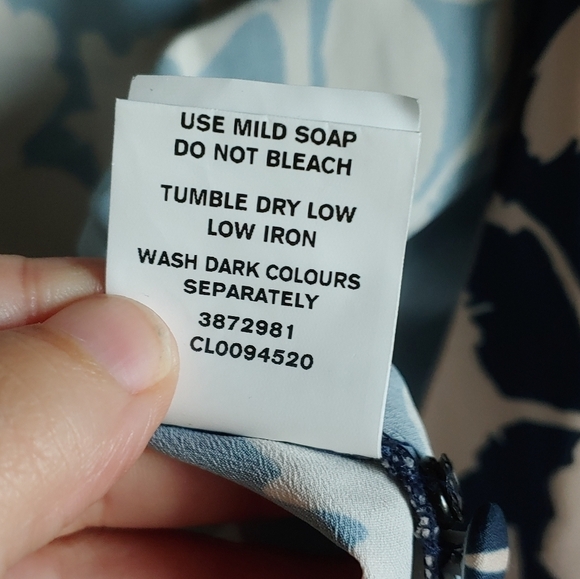 USE MILD SOAP
DO NOT BLEACH
TUMBLE DRY LOW
LOW IRON
WASH DARK COLOURS
SEPARATELY
3872981
CL0094520